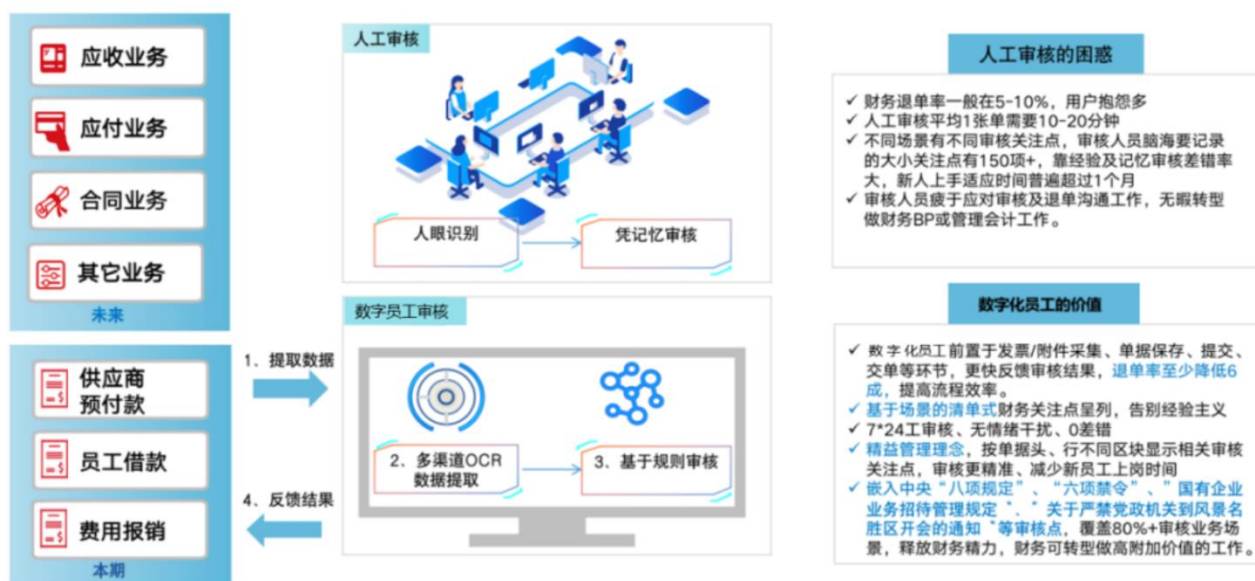 应收业务
应付业务
合同业务
其它业务
未来
供应商
预付款
员工借款
费用报销
本期
1、提取数据
4、反馈结果
人工审核
人眼识别
凭记忆审核
数字员工审核
2、多渠道OCR
数据提取
3、基于规则审核
人工审核的困惑
✓ 财务退单率一般在5-10%，用户抱怨多
✓ 人工审核平均1张单需要10-20分钟
✓ 不同场景有不同审核关注点，审核人员脑海要记录
的大小关注点有150项+，靠经验及记忆审核差错率
大，新人上手适应时间普遍超过1个月
✓ 审核人员疲于应对审核及退单沟通工作，无暇转型
做财务BP或管理会计工作。
数字化员工的价值
✓ 数字化员工前置于发票/附件采集、单据保存、提交、
交单等环节，更快反馈审核结果，退单率至少降低6
成，提高流程效率。
✓ 基于场景的清单式财务关注点呈列，告别经验主义
✓ 7*24工审核、无情绪干扰、0差错
✓ 精益管理理念，按单据头、行不同区块显示相关审核
关注点，审核更精准、减少新员工上岗时间
✓ 嵌入中央“八项规定”、“六项禁令”、”国有企业
业务招待管理规定〝、〝关于严禁党政机关到风景名
胜区开会的通知〝等审核点，覆盖80%+审核业务场
景，释放财务精力，财务可转型做高附加价值的工作。